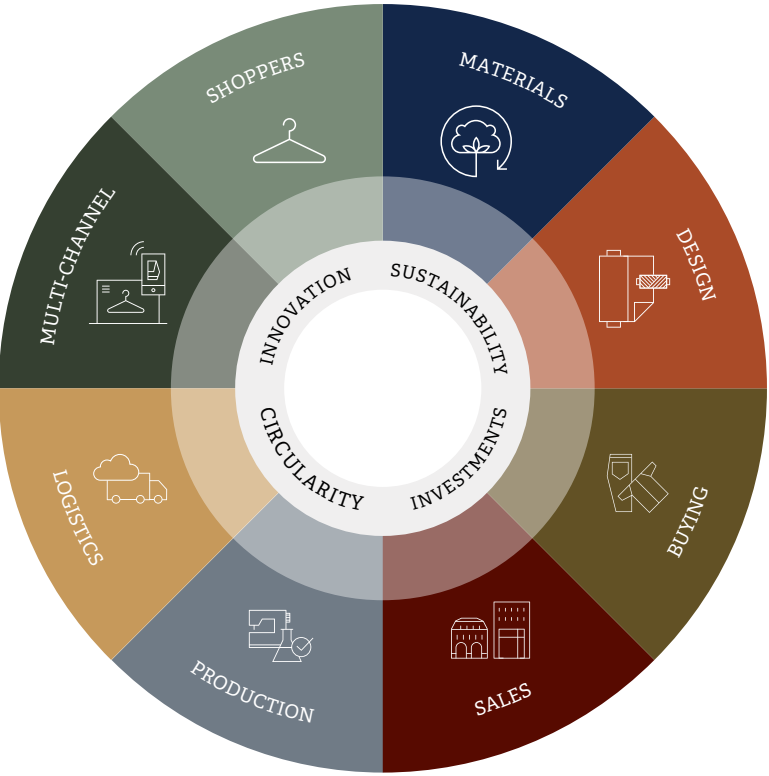 MATERIALS
DESIGN
BUYING
SALES
PRODUCTION
LOGISTICS
MULTI-CHANNEL
SHOPPERS
SUSTAINABILITY
INVESTMENTS
CIRCULARITY
INNOVATION